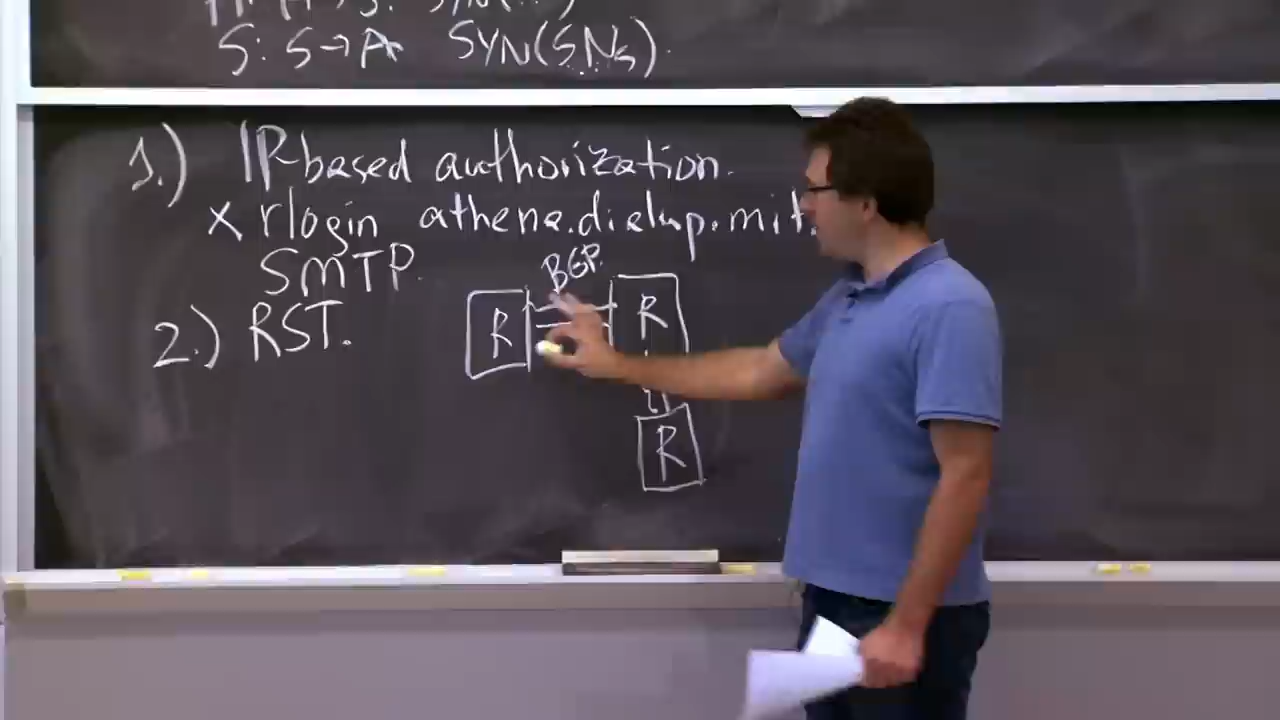 S: S→A SYN(SNs).
1.) IP-based authorization.
x rlogin athena.dialup.mit.
SMTP.
BGP.
2.) RST.
R
R
R